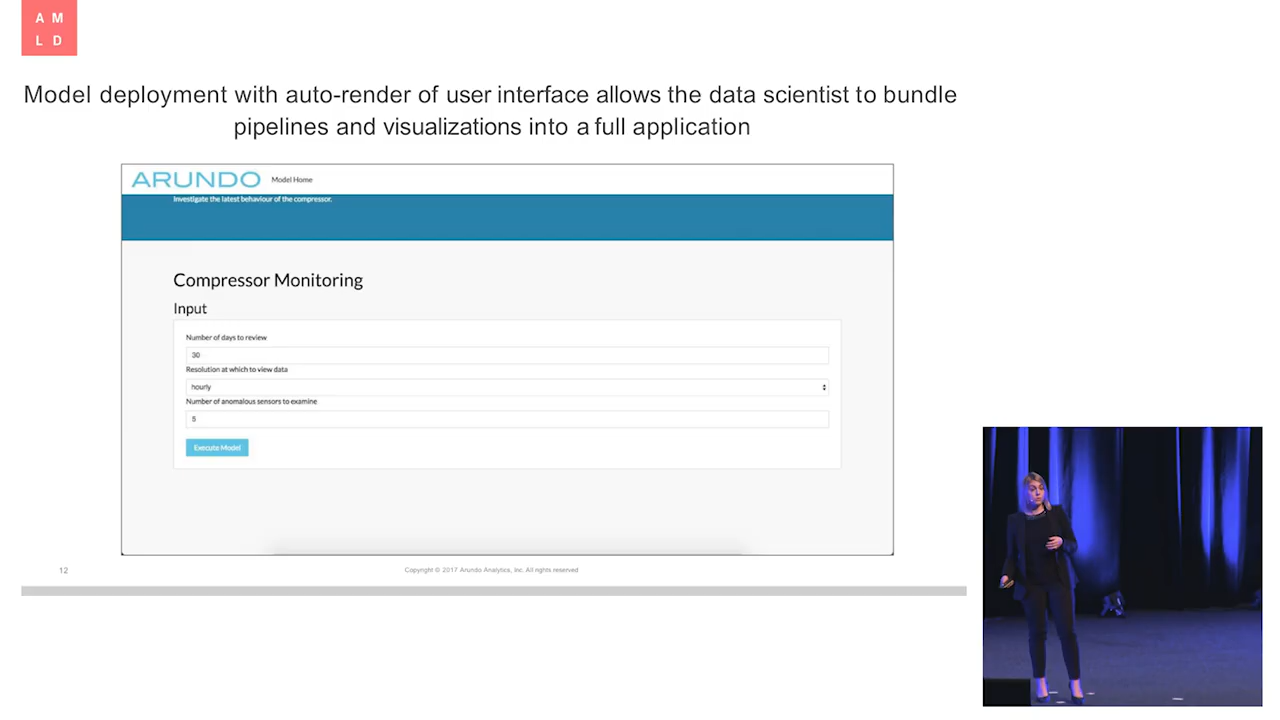 A M
L D
Model deployment with auto-render of user interface allows the data scientist to bundle
pipelines and visualizations into a full application
ARUNDO Model Home
Investigate the latest behaviour of the compressor.
Compressor Monitoring
Input
Number of days to review
30
Resolution at which to view data
hourly
Number of anomalous sensors to examine
5
Execute Model
12
Copyright © 2017 Arundo Analytics, Inc. All rights reserved